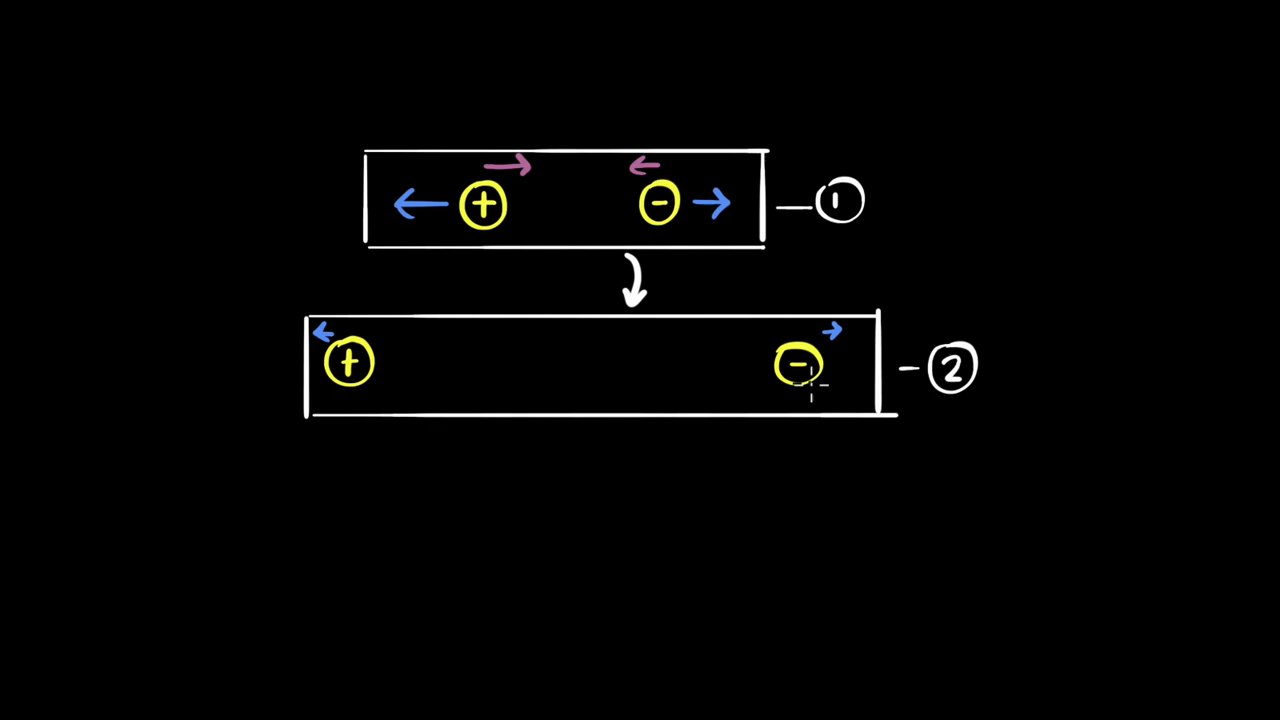 + - - 1
+ - - 2